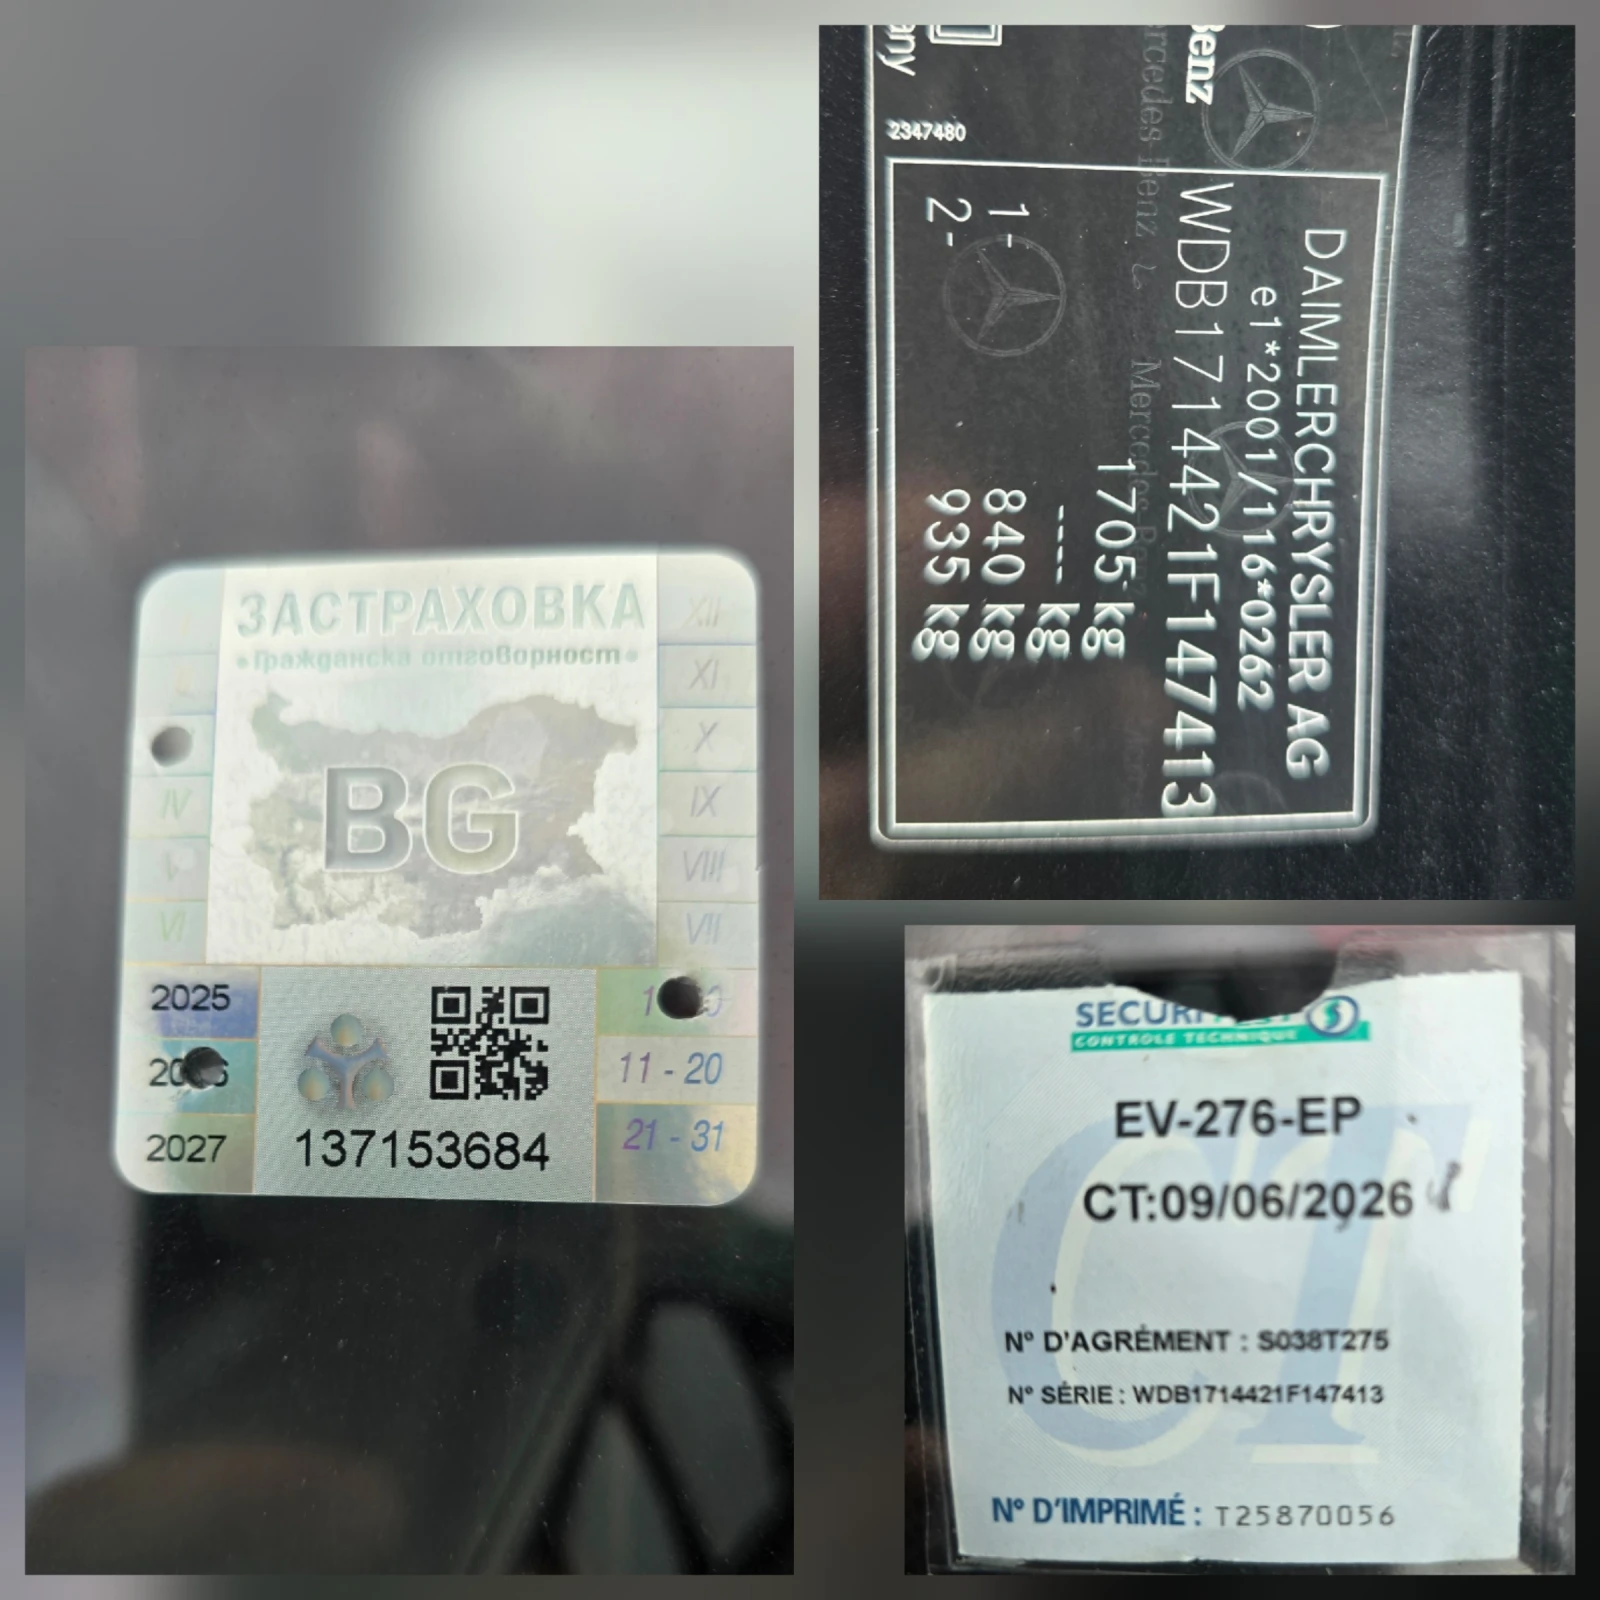 ЗАСТРАХОВКА
•Гражданска отговорност•
XII
XI
X
IV IX
V VIII
VI VII
2025
11 - 20
2027 137153684 21 - 31
BG
Benz
2347480
DAIMLERCHRYSLER AG
e1*2001/116*0262
WDB1714421F147413
1705 kg
---- kg
1- 840 kg
2- 935 kg
Mercedes Benz
CONTROLE TECHNIQUE
EV-276-EP
CT:09/06/2026
N° D'AGRÉMENT : S038T275
N° SÉRIE : WDB1714421F147413
N° D'IMPRIMÉ : T25870056